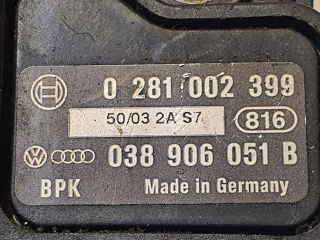 0 281 002 399
50/03 2A S7 816
038 906 051 B
BPK Made in Germany